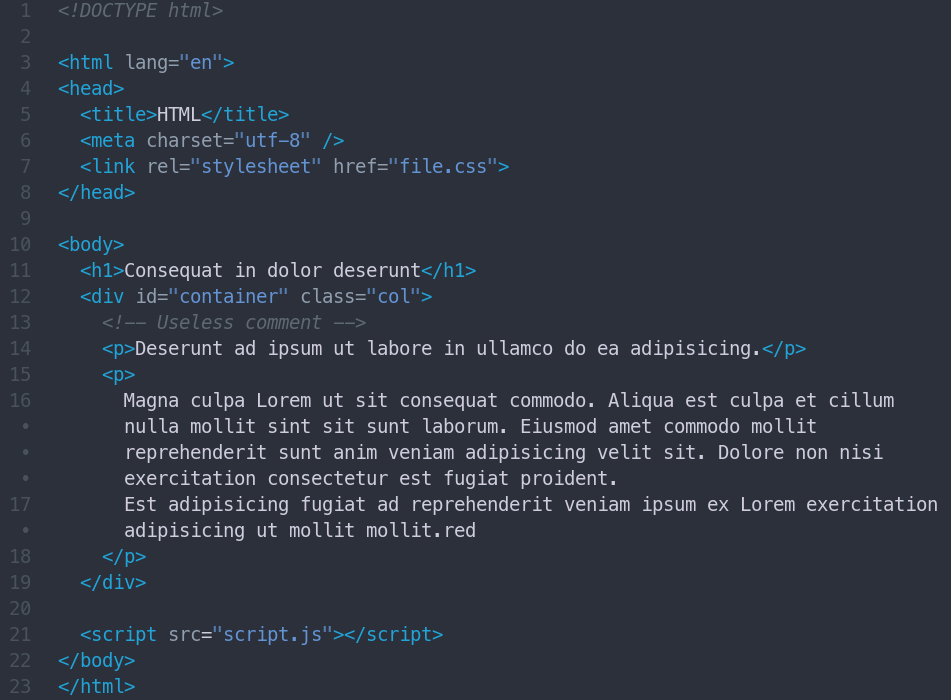 1 <!DOCTYPE html>
2
3 <html lang="en">
4 <head>
5   <title>HTML</title>
6   <meta charset="utf-8" />
7   <link rel="stylesheet" href="file.css">
8 </head>
9
10 <body>
11   <h1>Consequat in dolor deserunt</h1>
12   <div id="container" class="col">
13     <!-- Useless comment -->
14     <p>Deserunt ad ipsum ut labore in ullamco do ea adipisicing.</p>
15     <p>
16       Magna culpa Lorem ut sit consequat commodo. Aliqua est culpa et cillum
•       nulla mollit sint sit sunt laborum. Eiusmod amet commodo mollit
•       reprehenderit sunt anim veniam adipisicing velit sit. Dolore non nisi
•       exercitation consectetur est fugiat proident.
17       Est adipisicing fugiat ad reprehenderit veniam ipsum ex Lorem exercitation
•       adipisicing ut mollit mollit.red
18     </p>
19   </div>
20
21   <script src="script.js"></script>
22 </body>
23 </html>